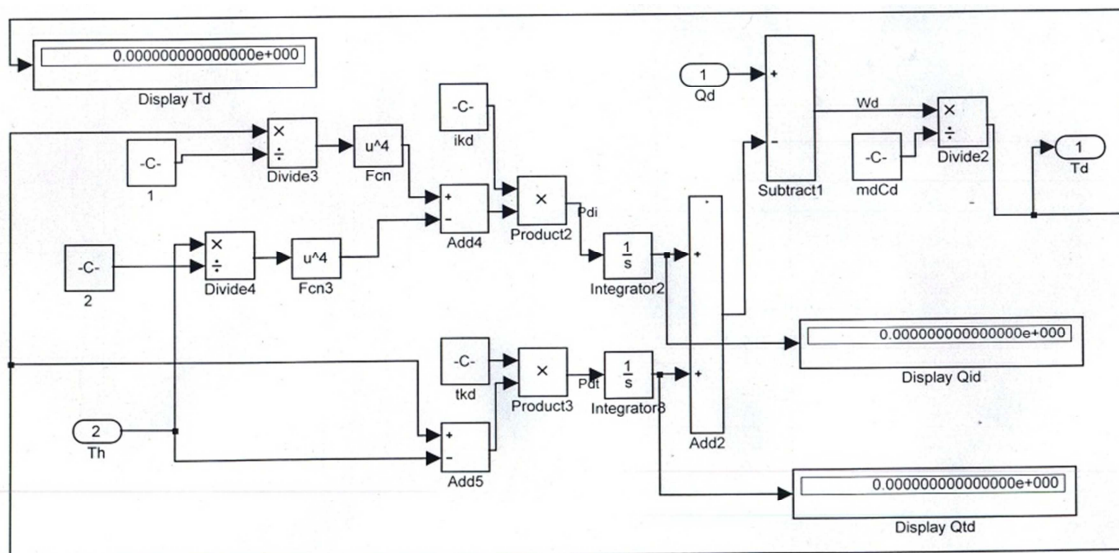 0.000000000000000e+000
Display Td
-C-
1
×
÷
Divide3
u^4
Fcn
-C-
ikd
+
−
Add4
×
Product2
Pdi
-C-
2
×
÷
Divide4
u^4
Fcn3
1
s
Integrator2
1
Qd
+
−
Subtract1
Wd
-C-
mdCd
×
÷
Divide2
1
Td
+
+
Add2
0.000000000000000e+000
Display Qid
-C-
tkd
×
Product3
Pdt
1
s
Integrator3
2
Th
+
−
Add5
0.000000000000000e+000
Display Qtd